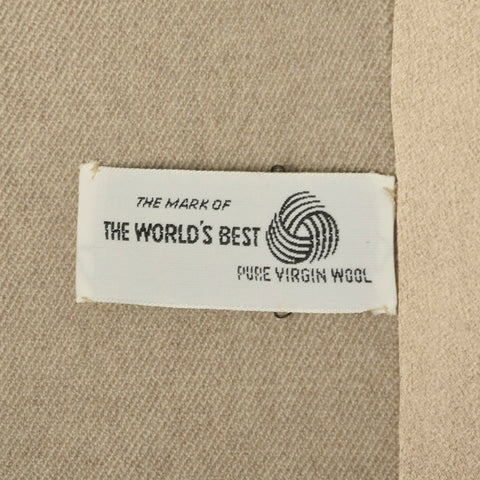 THE MARK OF
THE WORLD'S BEST
PURE VIRGIN WOOL